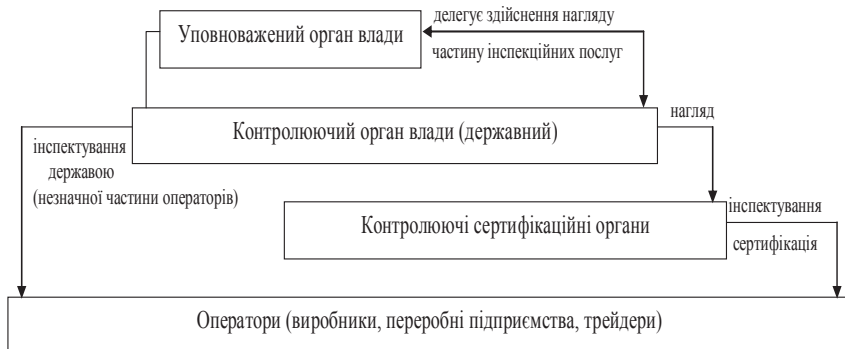 делегує здійснення нагляду
Уповноважений орган влади
частину інспекційних послуг
нагляд
Контролюючий орган влади (державний)
інспектування
державою
(незначної частини операторів)
Контролюючі сертифікаційні органи
інспектування
сертифікація
Оператори (виробники, переробні підприємства, трейдери)